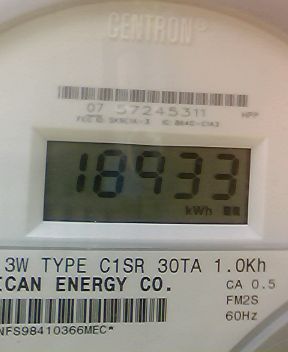 CENTRON®
07 57245311 HPP
18933
kWh
3W TYPE C1SR 30TA 1.0Kh
ICAN ENERGY CO. CA 0.5
FM2S
60Hz
NFS98410366MEC*